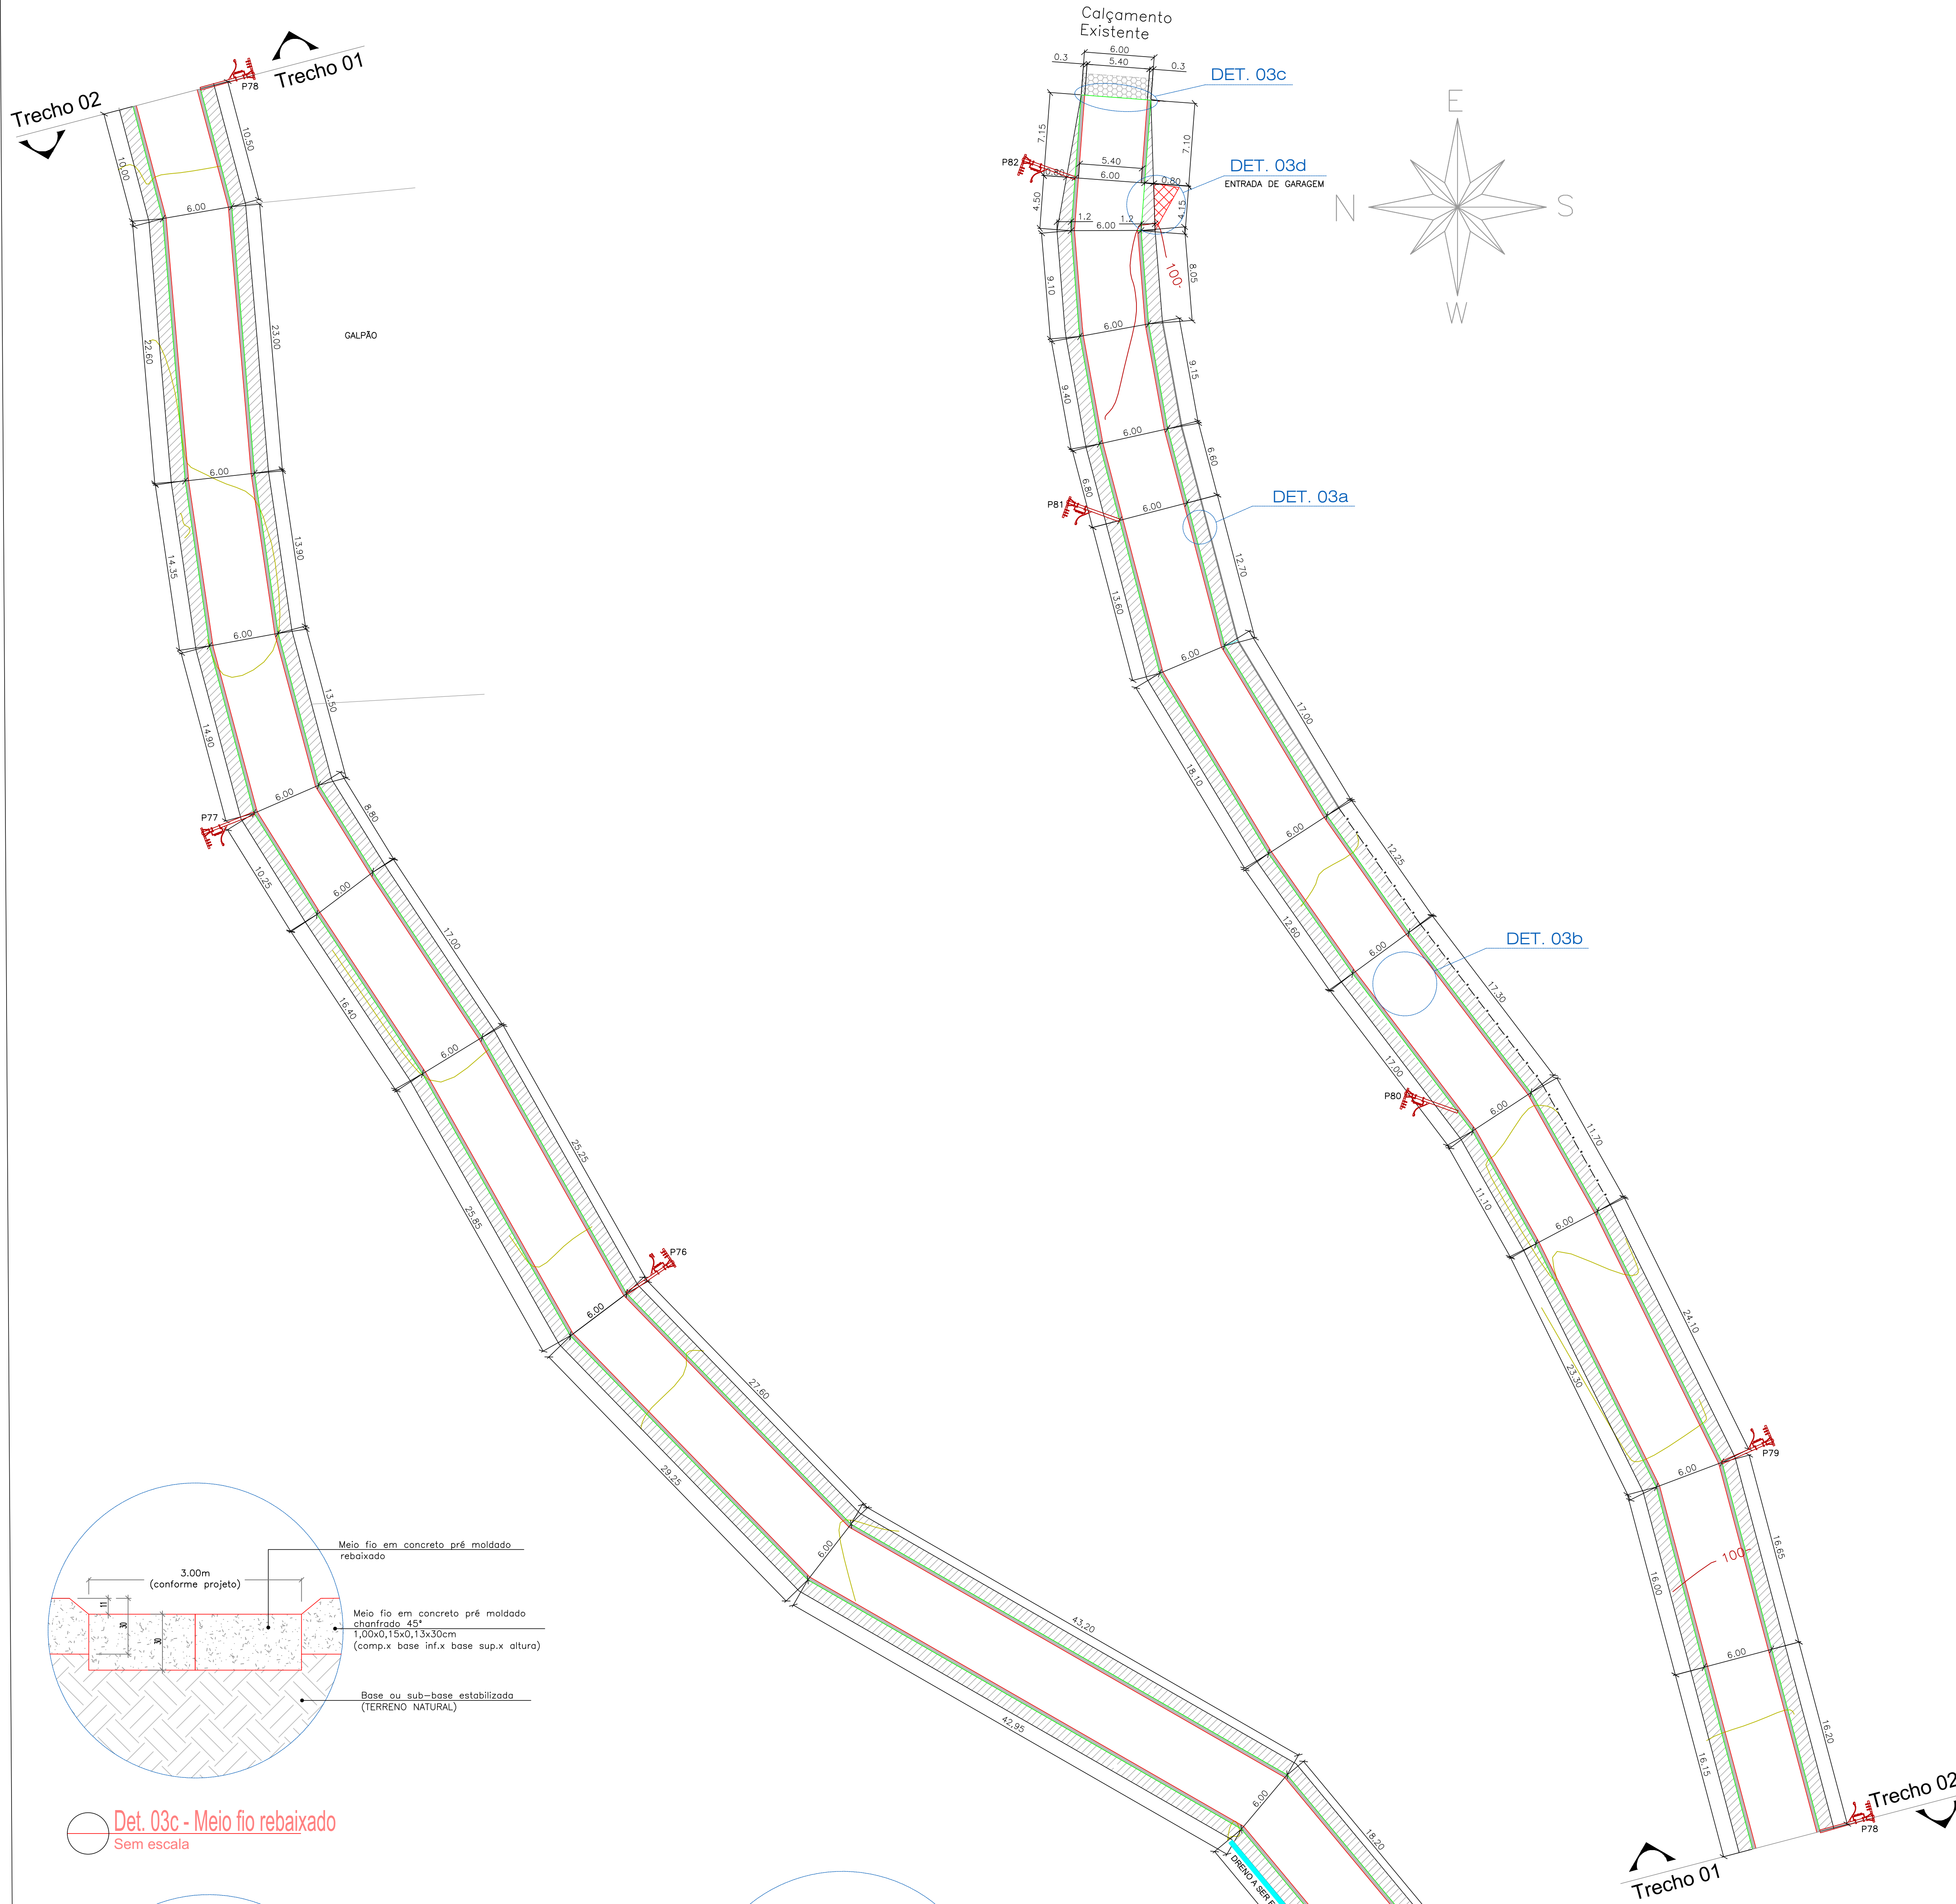 Calçamento
Existente
6.00
0.3
5.40
0.3
DET. 03c
7.15
7.10
P82
5.40
DET. 03d
0.80
6.00
0.80
ENTRADA DE GARAGEM
4.50
4.15
1.2
1.2
6.00
100
9.10
8.05
6.00
9.40
9.15
6.00
6.80
6.60
P81
6.00
DET. 03a
13.60
12.70
6.00
18.10
17.00
6.00
12.60
12.25
6.00
DET. 03b
17.00
17.30
P80
6.00
11.10
11.70
6.00
23.30
24.10
P79
6.00
100
16.00
16.65
6.00
16.15
16.20
Trecho 02
P78
Trecho 01
E
N
S
W
Trecho 01
P78
Trecho 02
10.00
10.50
6.00
GALPÃO
22.60
23.00
6.00
14.35
13.90
6.00
14.90
13.50
P77
6.00
10.25
8.80
6.00
16.40
17.00
6.00
25.85
25.25
P76
6.00
29.25
27.60
6.00
42.95
43.20
6.00
18.20
DRENO A SER
3.00m
(conforme projeto)
11
30
30
Meio fio em concreto pré moldado
rebaixado
Meio fio em concreto pré moldado
chanfrado 45°
1,00x0,15x0,13x30cm
(comp.x base inf.x base sup.x altura)
Base ou sub-base estabilizada
(TERRENO NATURAL)
Det. 03c - Meio fio rebaixado
Sem escala